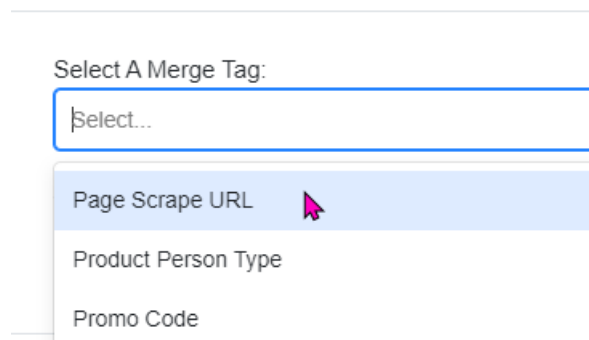 Select A Merge Tag:
Select...
Page Scrape URL
Product Person Type
Promo Code